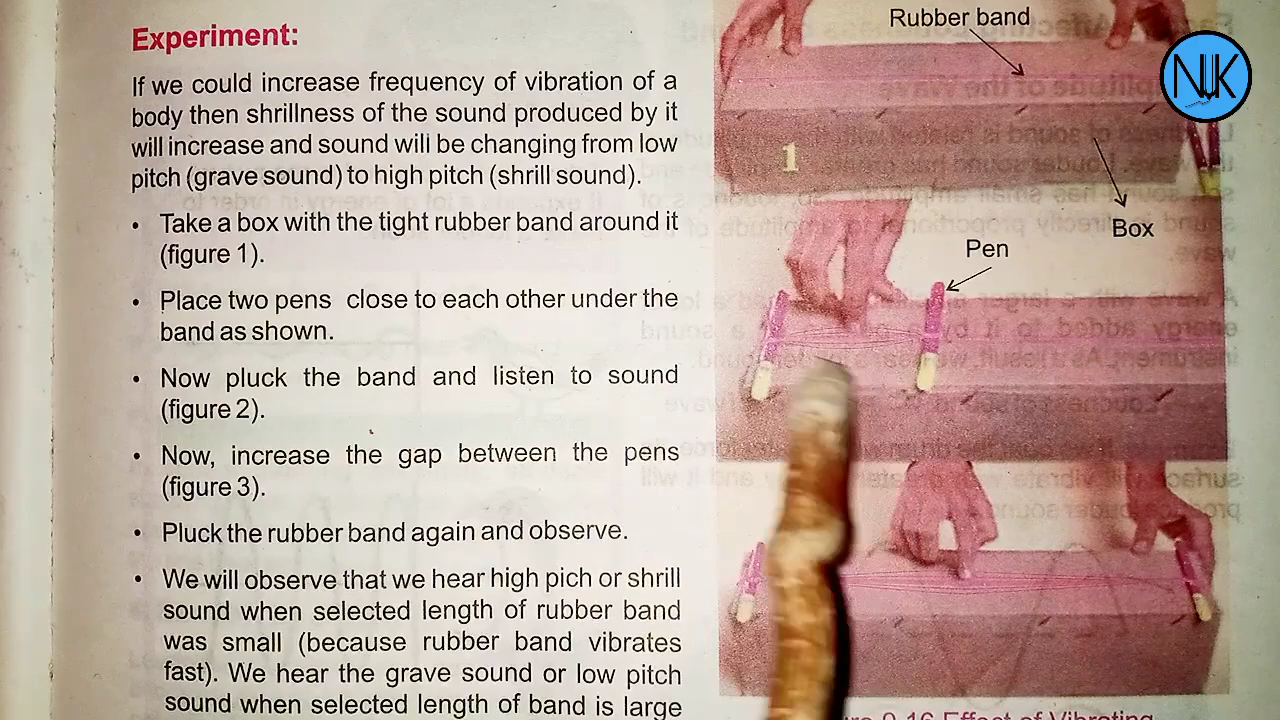 Experiment:
If we could increase frequency of vibration of a
body then shrillness of the sound produced by it
will increase and sound will be changing from low
pitch (grave sound) to high pitch (shrill sound).
• Take a box with the tight rubber band around it
(figure 1).
• Place two pens close to each other under the
band as shown.
• Now pluck the band and listen to sound
(figure 2).
• Now, increase the gap between the pens
(figure 3).
• Pluck the rubber band again and observe.
• We will observe that we hear high pich or shrill
sound when selected length of rubber band
was small (because rubber band vibrates
fast). We hear the grave sound or low pitch
sound when selected length of band is large
Rubber band
NJK
1
Box
Pen
9.16 Effect of Vibrating